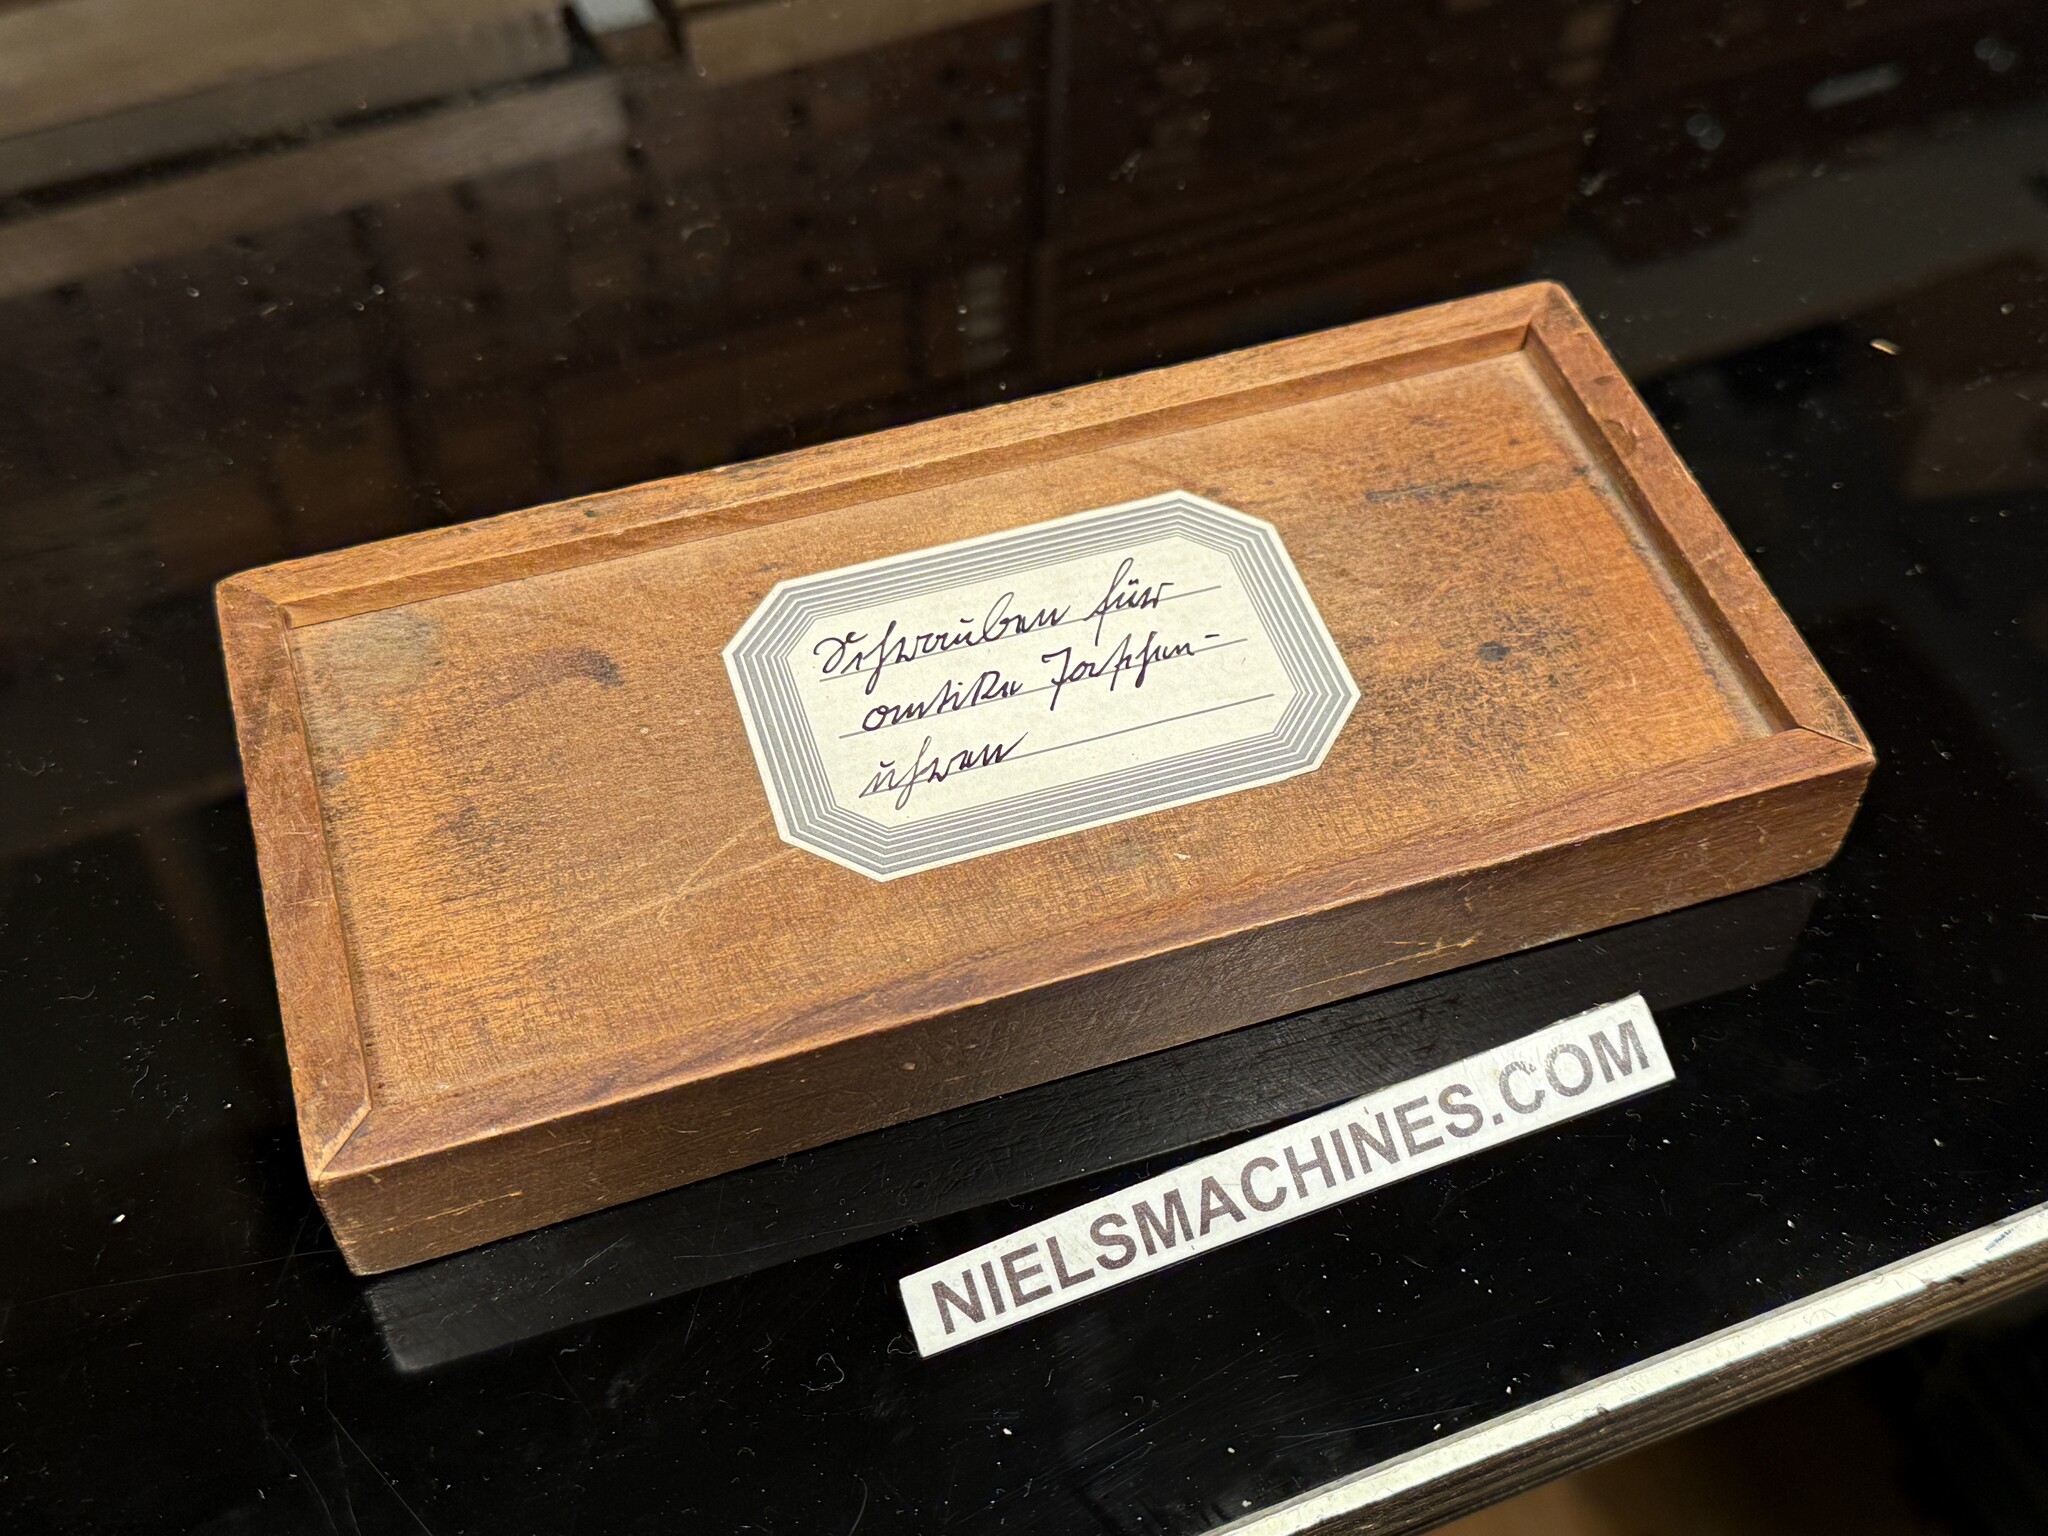 Schrauben für
antike Taschen-
uhren
NIELSMACHINES.COM